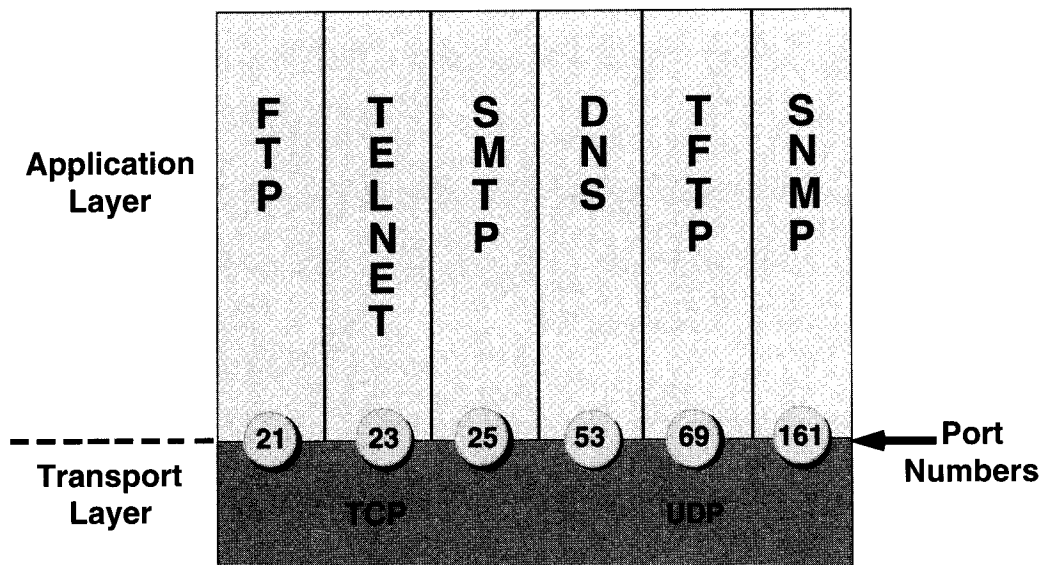 FTP
TELNET
SMTP
DNS
TFTP
SNMP
Application
Layer
21
23
25
53
69
161
Port
Numbers
Transport
Layer
TCP
UDP